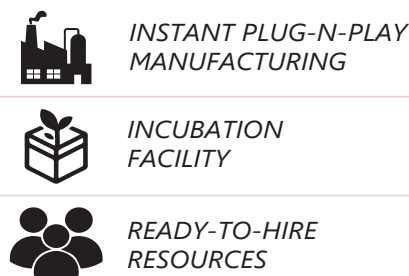 INSTANT PLUG-N-PLAY
MANUFACTURING
INCUBATION
FACILITY
READY-TO-HIRE
RESOURCES